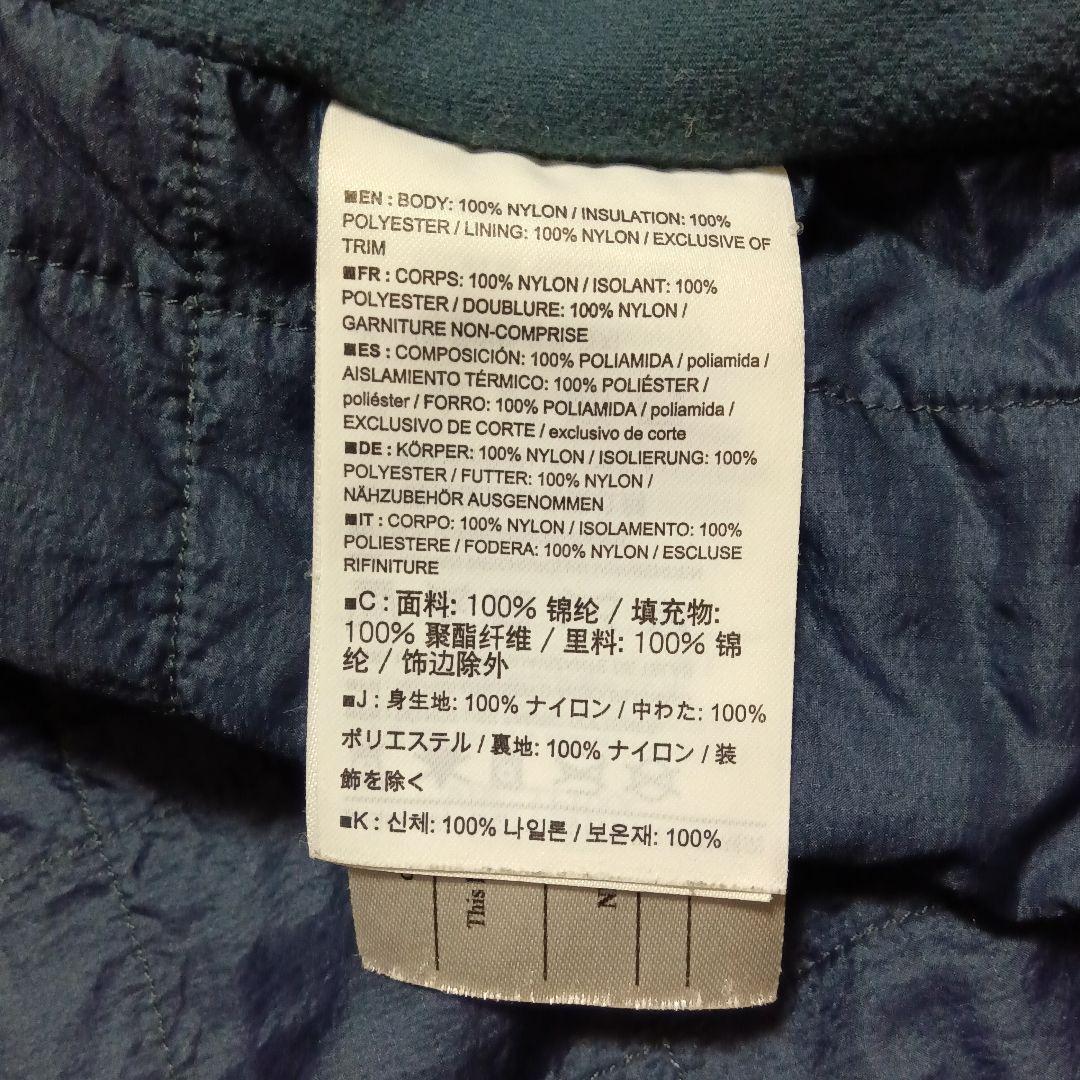 ■EN : BODY: 100% NYLON / INSULATION: 100%
POLYESTER / LINING: 100% NYLON / EXCLUSIVE OF
TRIM
■FR : CORPS: 100% NYLON / ISOLANT: 100%
POLYESTER / DOUBLURE: 100% NYLON /
GARNITURE NON-COMPRISE
■ES : COMPOSICIÓN: 100% POLIAMIDA / poliamida /
AISLAMIENTO TÉRMICO: 100% POLIÉSTER /
poliéster / FORRO: 100% POLIAMIDA / poliamida /
EXCLUSIVO DE CORTE / exclusivo de corte
■DE : KÖRPER: 100% NYLON / ISOLIERUNG: 100%
POLYESTER / FUTTER: 100% NYLON /
NÄHZUBEHÖR AUSGENOMMEN
■IT : CORPO: 100% NYLON / ISOLAMENTO: 100%
POLIESTERE / FODERA: 100% NYLON / ESCLUSE
RIFINITURE
■C : 面料: 100% 锦纶 / 填充物:
100% 聚酯纤维 / 里料: 100% 锦
纶 / 饰边除外
■J : 身生地: 100% ナイロン / 中わた: 100%
ポリエステル / 裏地: 100% ナイロン / 装
飾を除く
■K : 신체: 100% 나일론 / 보온재: 100%
This